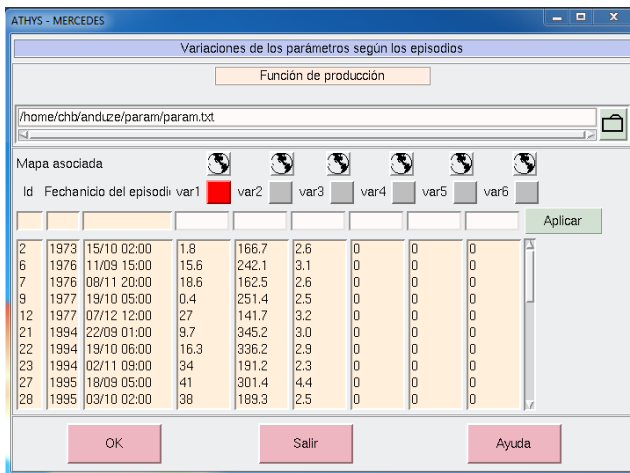 ATHYS - MERCEDES
Variaciones de los parámetros según los episodios
Función de producción
/home/chb/anduze/param/param.txt
Mapa asociada
Id Fecha nicio del episodi var1 var2 var3 var4 var5 var6
Aplicar
2 1973 15/10 02:00 1.8 166.7 2.6 0 0 0
6 1976 11/09 15:00 15.6 242.1 3.1 0 0 0
7 1976 08/11 20:00 18.6 162.5 2.6 0 0 0
9 1977 19/10 05:00 0.4 251.4 2.5 0 0 0
12 1977 07/12 12:00 27 141.7 3.2 0 0 0
21 1994 22/09 01:00 9.7 345.2 3.0 0 0 0
22 1994 19/10 06:00 16.3 336.2 2.9 0 0 0
23 1994 02/11 09:00 34 191.2 2.3 0 0 0
27 1995 18/09 05:00 41 301.4 4.4 0 0 0
28 1995 03/10 02:00 38 189.3 2.5 0 0 0
OK Salir Ayuda